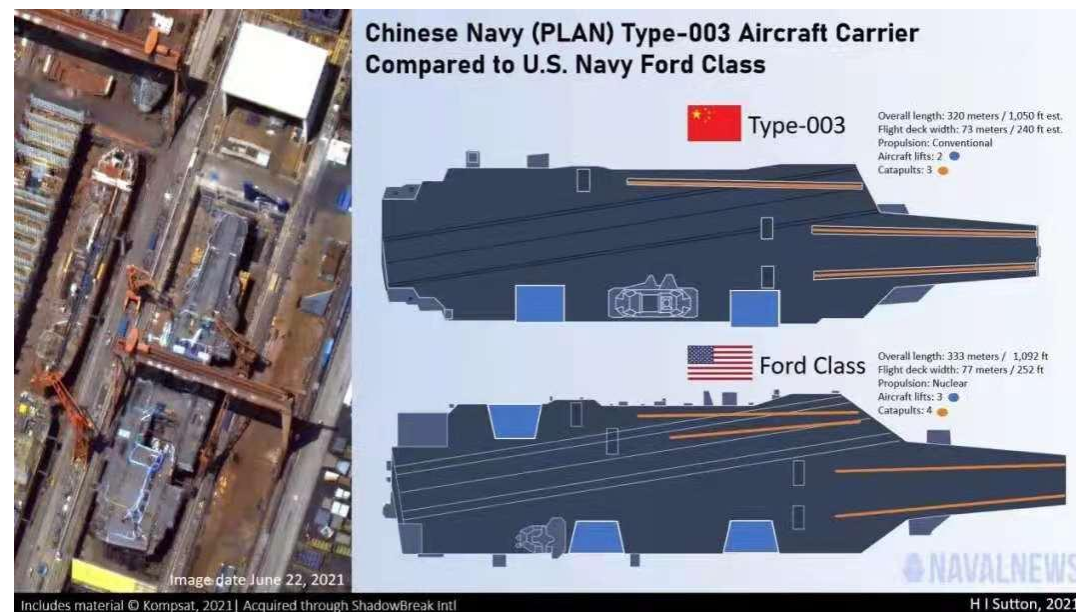 Chinese Navy (PLAN) Type-003 Aircraft Carrier
Compared to U.S. Navy Ford Class
Type-003
Overall length: 320 meters / 1,050 ft est.
Flight deck width: 73 meters / 240 ft est.
Propulsion: Conventional
Aircraft lifts: 2
Catapults: 3
Ford Class
Overall length: 333 meters / 1,092 ft
Flight deck width: 77 meters / 252 ft
Propulsion: Nuclear
Aircraft lifts: 3
Catapults: 4
Image date June 22, 2021
NAVALNEWS
Includes material © Kompsat, 2021| Acquired through ShadowBreak Intl
H I Sutton, 2021